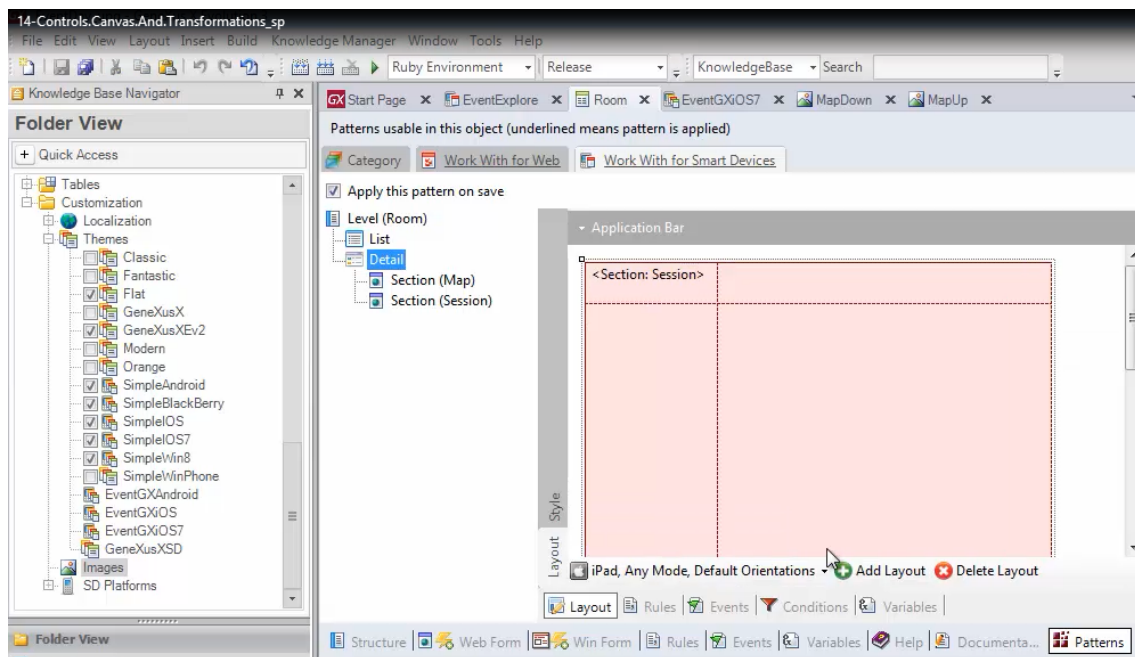 14-Controls.Canvas.And.Transformations_sp
File Edit View Layout Insert Build Knowledge Manager Window Tools Help
Ruby Environment Release KnowledgeBase Search
Knowledge Base Navigator
Folder View
+ Quick Access
Tables
Customization
Localization
Themes
Classic
Fantastic
Flat
GeneXusX
GeneXusXEv2
Modern
Orange
SimpleAndroid
SimpleBlackBerry
SimpleIOS
SimpleIOS7
SimpleWin8
SimpleWinPhone
EventGXAndroid
EventGXiOS
EventGXiOS7
GeneXusXSD
Images
SD Platforms
Folder View
GX Start Page EventExplore Room EventGXiOS7 MapDown MapUp
Patterns usable in this object (underlined means pattern is applied)
Category Work With for Web Work With for Smart Devices
Apply this pattern on save
Level (Room)
List
Detail
Section (Map)
Section (Session)
Application Bar
<Section: Session>
Style
Layout
iPad, Any Mode, Default Orientations Add Layout Delete Layout
Layout Rules Events Conditions Variables
Structure Web Form Win Form Rules Events Variables Help Documenta... Patterns